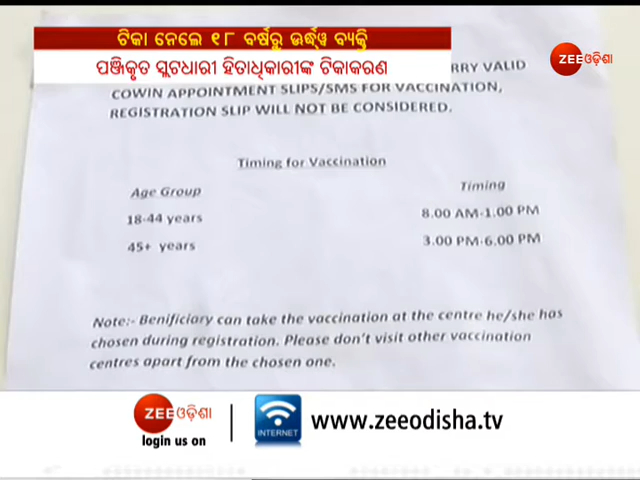 ଟିକା ନେଲେ ୧୮ ବର୍ଷରୁ ଊର୍ଦ୍ଧ୍ୱ ବ୍ୟକ୍ତି
ପଞ୍ଜିକୃତ ସ୍ଲଟଧାରୀ ହିତାଧିକାରୀଙ୍କ ଟିକାକରଣ
ZEE ଓଡ଼ିଶା
VALID
COWIN APPOINTMENT SLIPS/SMS FOR VACCINATION,
REGISTRATION SLIP WILL NOT BE CONSIDERED.
Timing for Vaccination
Age Group Timing
18-44 years 8.00 AM-1.00 PM
45+ years 3.00 PM-6.00 PM
Note:- Benificiary can take the vaccination at the centre he/she has
chosen during registration. Please don't visit other vaccination
centres apart from the chosen one.
ZEE ଓଡ଼ିଶା
login us on
INTERNET
www.zeeodisha.tv